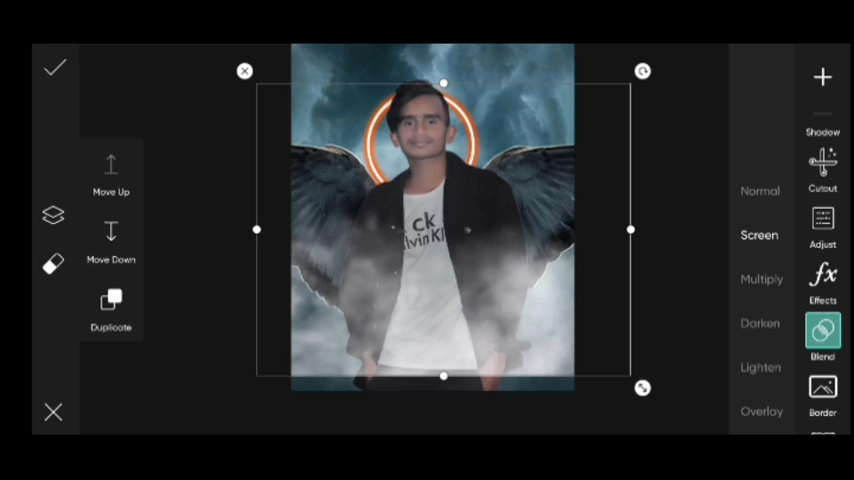 Move Up
Move Down
Duplicate
ck
lvin Kl
Normal
Screen
Multiply
Darken
Lighten
Overlay
Shadow
Cutout
Adjust
Effects
Blend
Border